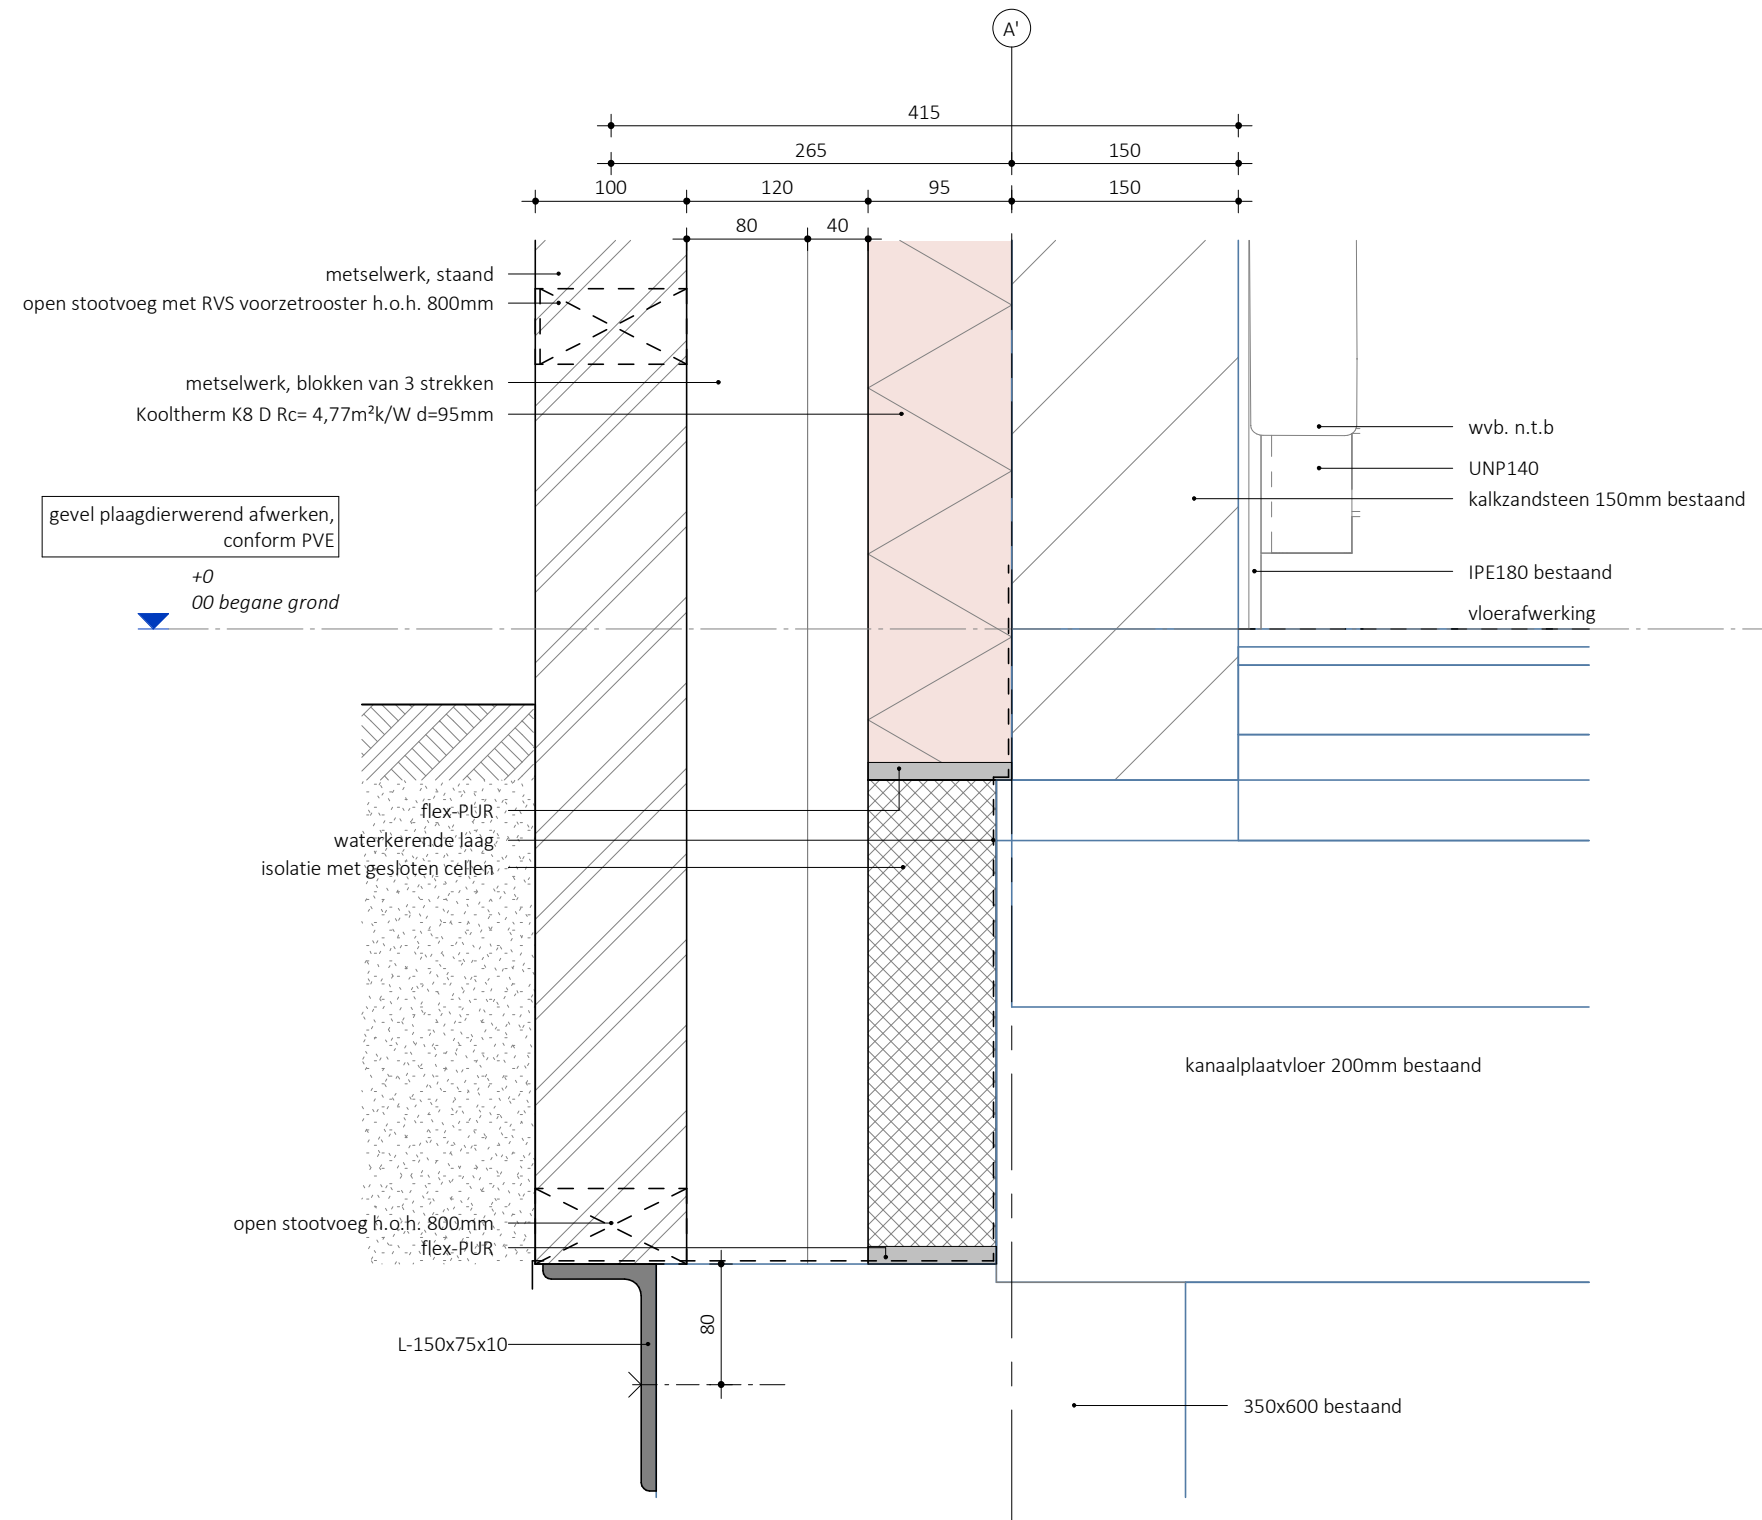 A'
415
265
150
100
120
95
150
80
40
metselwerk, staand
open stootvoeg met RVS voorzetrooster h.o.h. 800mm
metselwerk, blokken van 3 strekken
Kooltherm K8 D Rc= 4,77m²k/W d=95mm
wvb. n.t.b
UNP140
kalkzandsteen 150mm bestaand
gevel plaagdierwerend afwerken,
conform PVE
+0
00 begane grond
IPE180 bestaand
vloerafwerking
flex-PUR
waterkerende laag
isolatie met gesloten cellen
kanaalplaatvloer 200mm bestaand
open stootvoeg h.o.h. 800mm
flex-PUR
80
L-150x75x10
350x600 bestaand